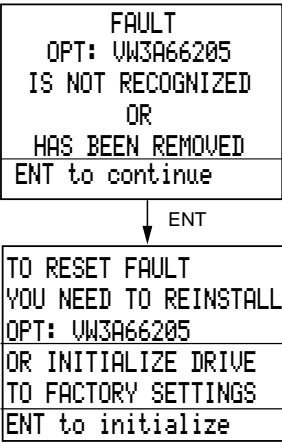 FAULT
OPT: VW3A66205
IS NOT RECOGNIZED
OR
HAS BEEN REMOVED
ENT to continue
ENT
TO RESET FAULT
YOU NEED TO REINSTALL
OPT: VW3A66205
OR INITIALIZE DRIVE
TO FACTORY SETTINGS
ENT to initialize